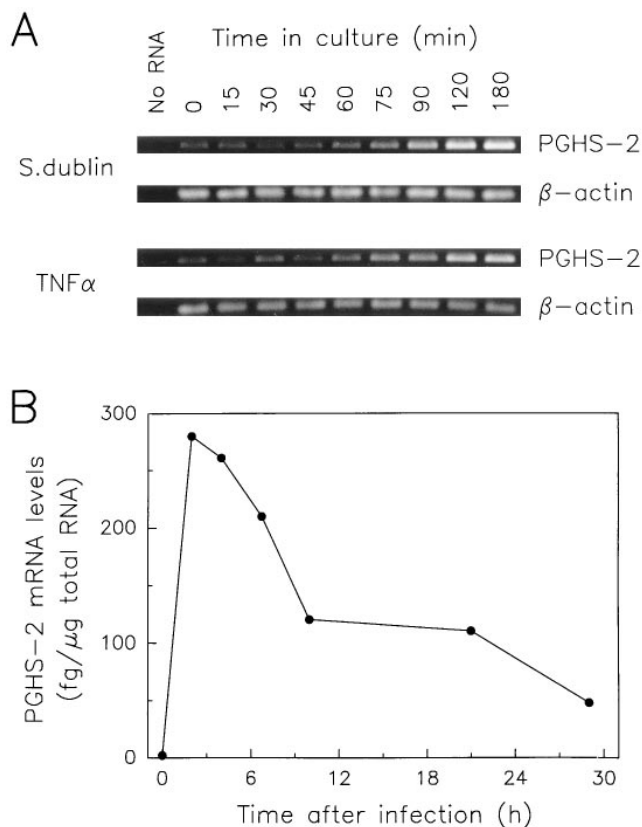 A
Time in culture (min)
No RNA 0 15 30 45 60 75 90 120 180
S.dublin
PGHS-2
β-actin
TNFα
PGHS-2
β-actin
B
PGHS-2 mRNA levels
(fg/μg total RNA)
300
200
100
0
0 6 12 18 24 30
Time after infection (h)